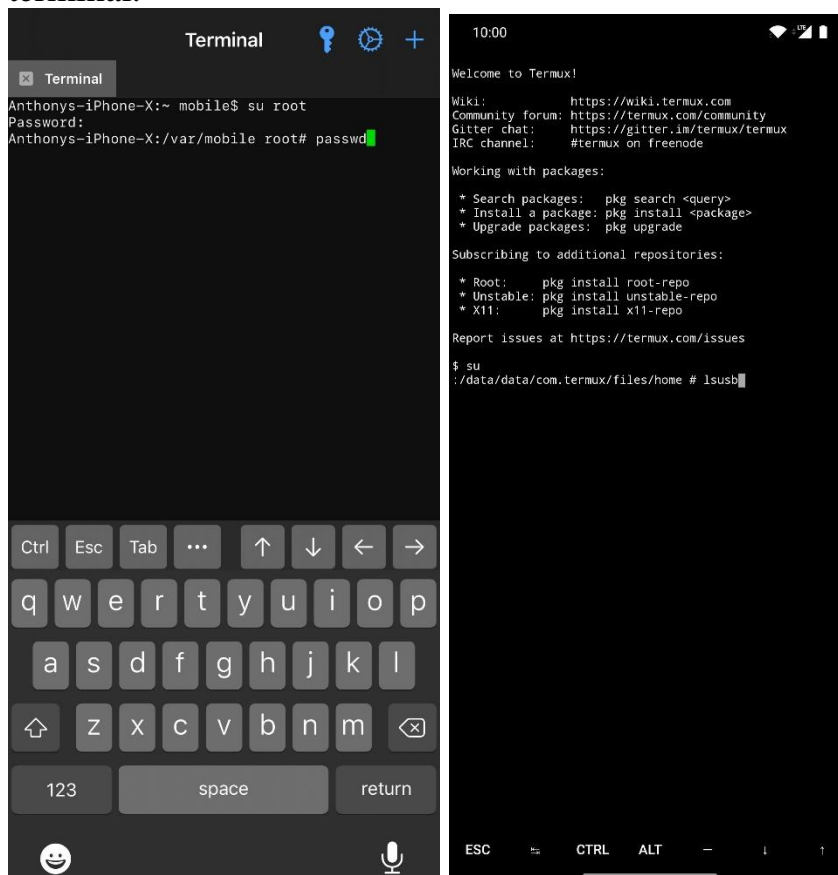 Terminal
Terminal
Anthonys-iPhone-X:~ mobile$ su root
Password:
Anthonys-iPhone-X:/var/mobile root# passwd
Ctrl Esc Tab ••• ↑ ↓ ← →
q w e r t y u i o p
a s d f g h j k l
z x c v b n m
123 space return
10:00
LTE
Welcome to Termux!
Wiki: https://wiki.termux.com
Community forum: https://termux.com/community
Gitter chat: https://gitter.im/termux/termux
IRC channel: #termux on freenode
Working with packages:
* Search packages: pkg search <query>
* Install a package: pkg install <package>
* Upgrade packages: pkg upgrade
Subscribing to additional repositories:
* Root: pkg install root-repo
* Unstable: pkg install unstable-repo
* X11: pkg install x11-repo
Report issues at https://termux.com/issues
$ su
:/data/data/com.termux/files/home # lsusb
ESC CTRL ALT — ↓ ↑